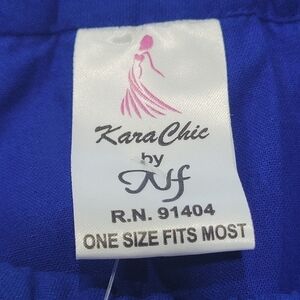 KaraChic
by
Nf
R.N. 91404
ONE SIZE FITS MOST